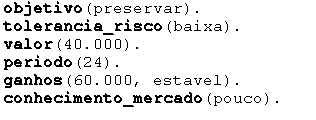 objetivo(preservar).
tolerancia_risco(baixa).
valor(40.000).
periodo(24).
ganhos(60.000, estavel).
conhecimento_mercado(pouco).